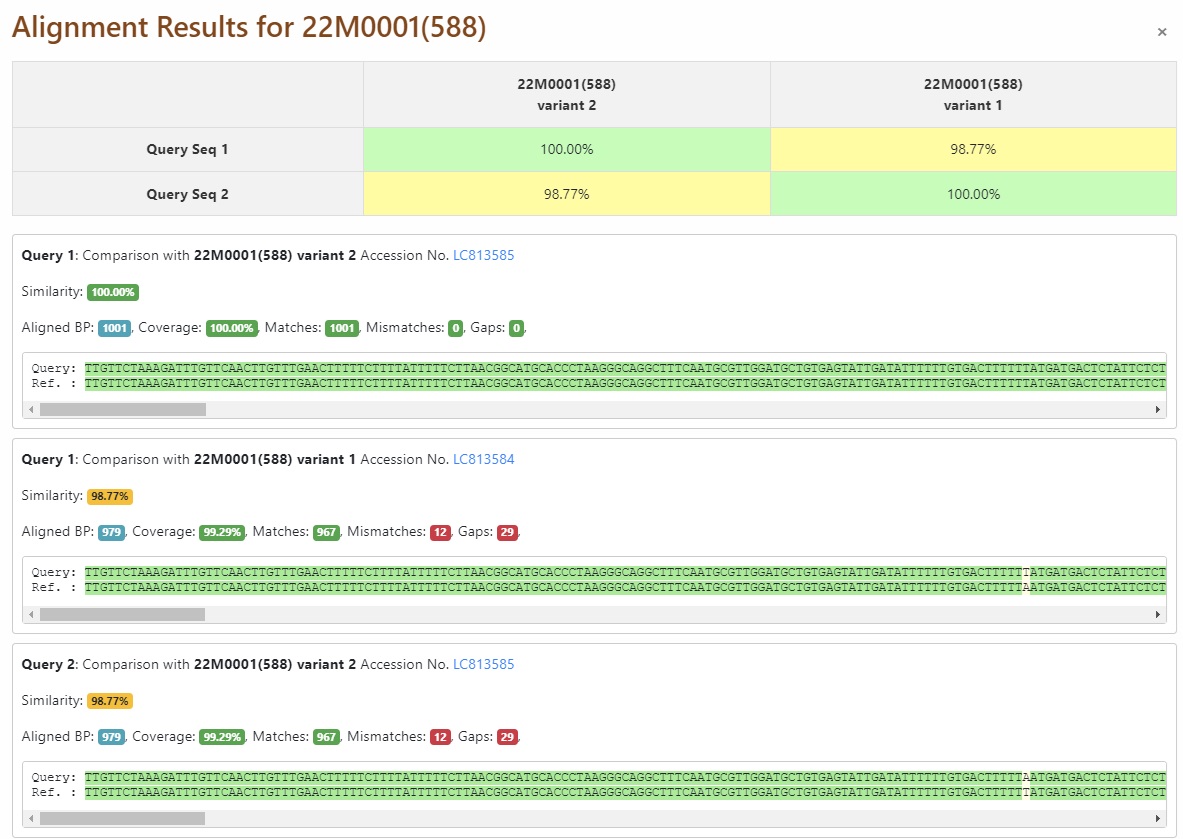 Alignment Results for 22M0001(588)
×
22M0001(588) variant 2
22M0001(588) variant 1
Query Seq 1 100.00% 98.77%
Query Seq 2 98.77% 100.00%
Query 1: Comparison with 22M0001(588) variant 2 Accession No. LC813585
Similarity: 100.00%
Aligned BP: 1001, Coverage: 100.00%, Matches: 1001, Mismatches: 0, Gaps: 0,
Query: TTGTTCTAAAGATTTGTTCAACTTGTTTGAACTTTTTCTTTTATTTTTCTTAACGGCATGCACCCTAAGGGCAGGCTTTCAATGCGTTGGATGCTGTGAGTATTGATATTTTTTGTGACTTTTTTATGATGACTCTATTCTCT
Ref. : TTGTTCTAAAGATTTGTTCAACTTGTTTGAACTTTTTCTTTTATTTTTCTTAACGGCATGCACCCTAAGGGCAGGCTTTCAATGCGTTGGATGCTGTGAGTATTGATATTTTTTGTGACTTTTTTATGATGACTCTATTCTCT
Query 1: Comparison with 22M0001(588) variant 1 Accession No. LC813584
Similarity: 98.77%
Aligned BP: 979, Coverage: 99.29%, Matches: 967, Mismatches: 12, Gaps: 29,
Query: TTGTTCTAAAGATTTGTTCAACTTGTTTGAACTTTTTCTTTTATTTTTCTTAACGGCATGCACCCTAAGGGCAGGCTTTCAATGCGTTGGATGCTGTGAGTATTGATATTTTTTGTGACTTTTTTATGATGACTCTATTCTCT
Ref. : TTGTTCTAAAGATTTGTTCAACTTGTTTGAACTTTTTCTTTTATTTTTCTTAACGGCATGCACCCTAAGGGCAGGCTTTCAATGCGTTGGATGCTGTGAGTATTGATATTTTTTGTGACTTTTTAATGATGACTCTATTCTCT
Query 2: Comparison with 22M0001(588) variant 2 Accession No. LC813585
Similarity: 98.77%
Aligned BP: 979, Coverage: 99.29%, Matches: 967, Mismatches: 12, Gaps: 29,
Query: TTGTTCTAAAGATTTGTTCAACTTGTTTGAACTTTTTCTTTTATTTTTCTTAACGGCATGCACCCTAAGGGCAGGCTTTCAATGCGTTGGATGCTGTGAGTATTGATATTTTTTGTGACTTTTTAATGATGACTCTATTCTCT
Ref. : TTGTTCTAAAGATTTGTTCAACTTGTTTGAACTTTTTCTTTTATTTTTCTTAACGGCATGCACCCTAAGGGCAGGCTTTCAATGCGTTGGATGCTGTGAGTATTGATATTTTTTGTGACTTTTTTATGATGACTCTATTCTCT